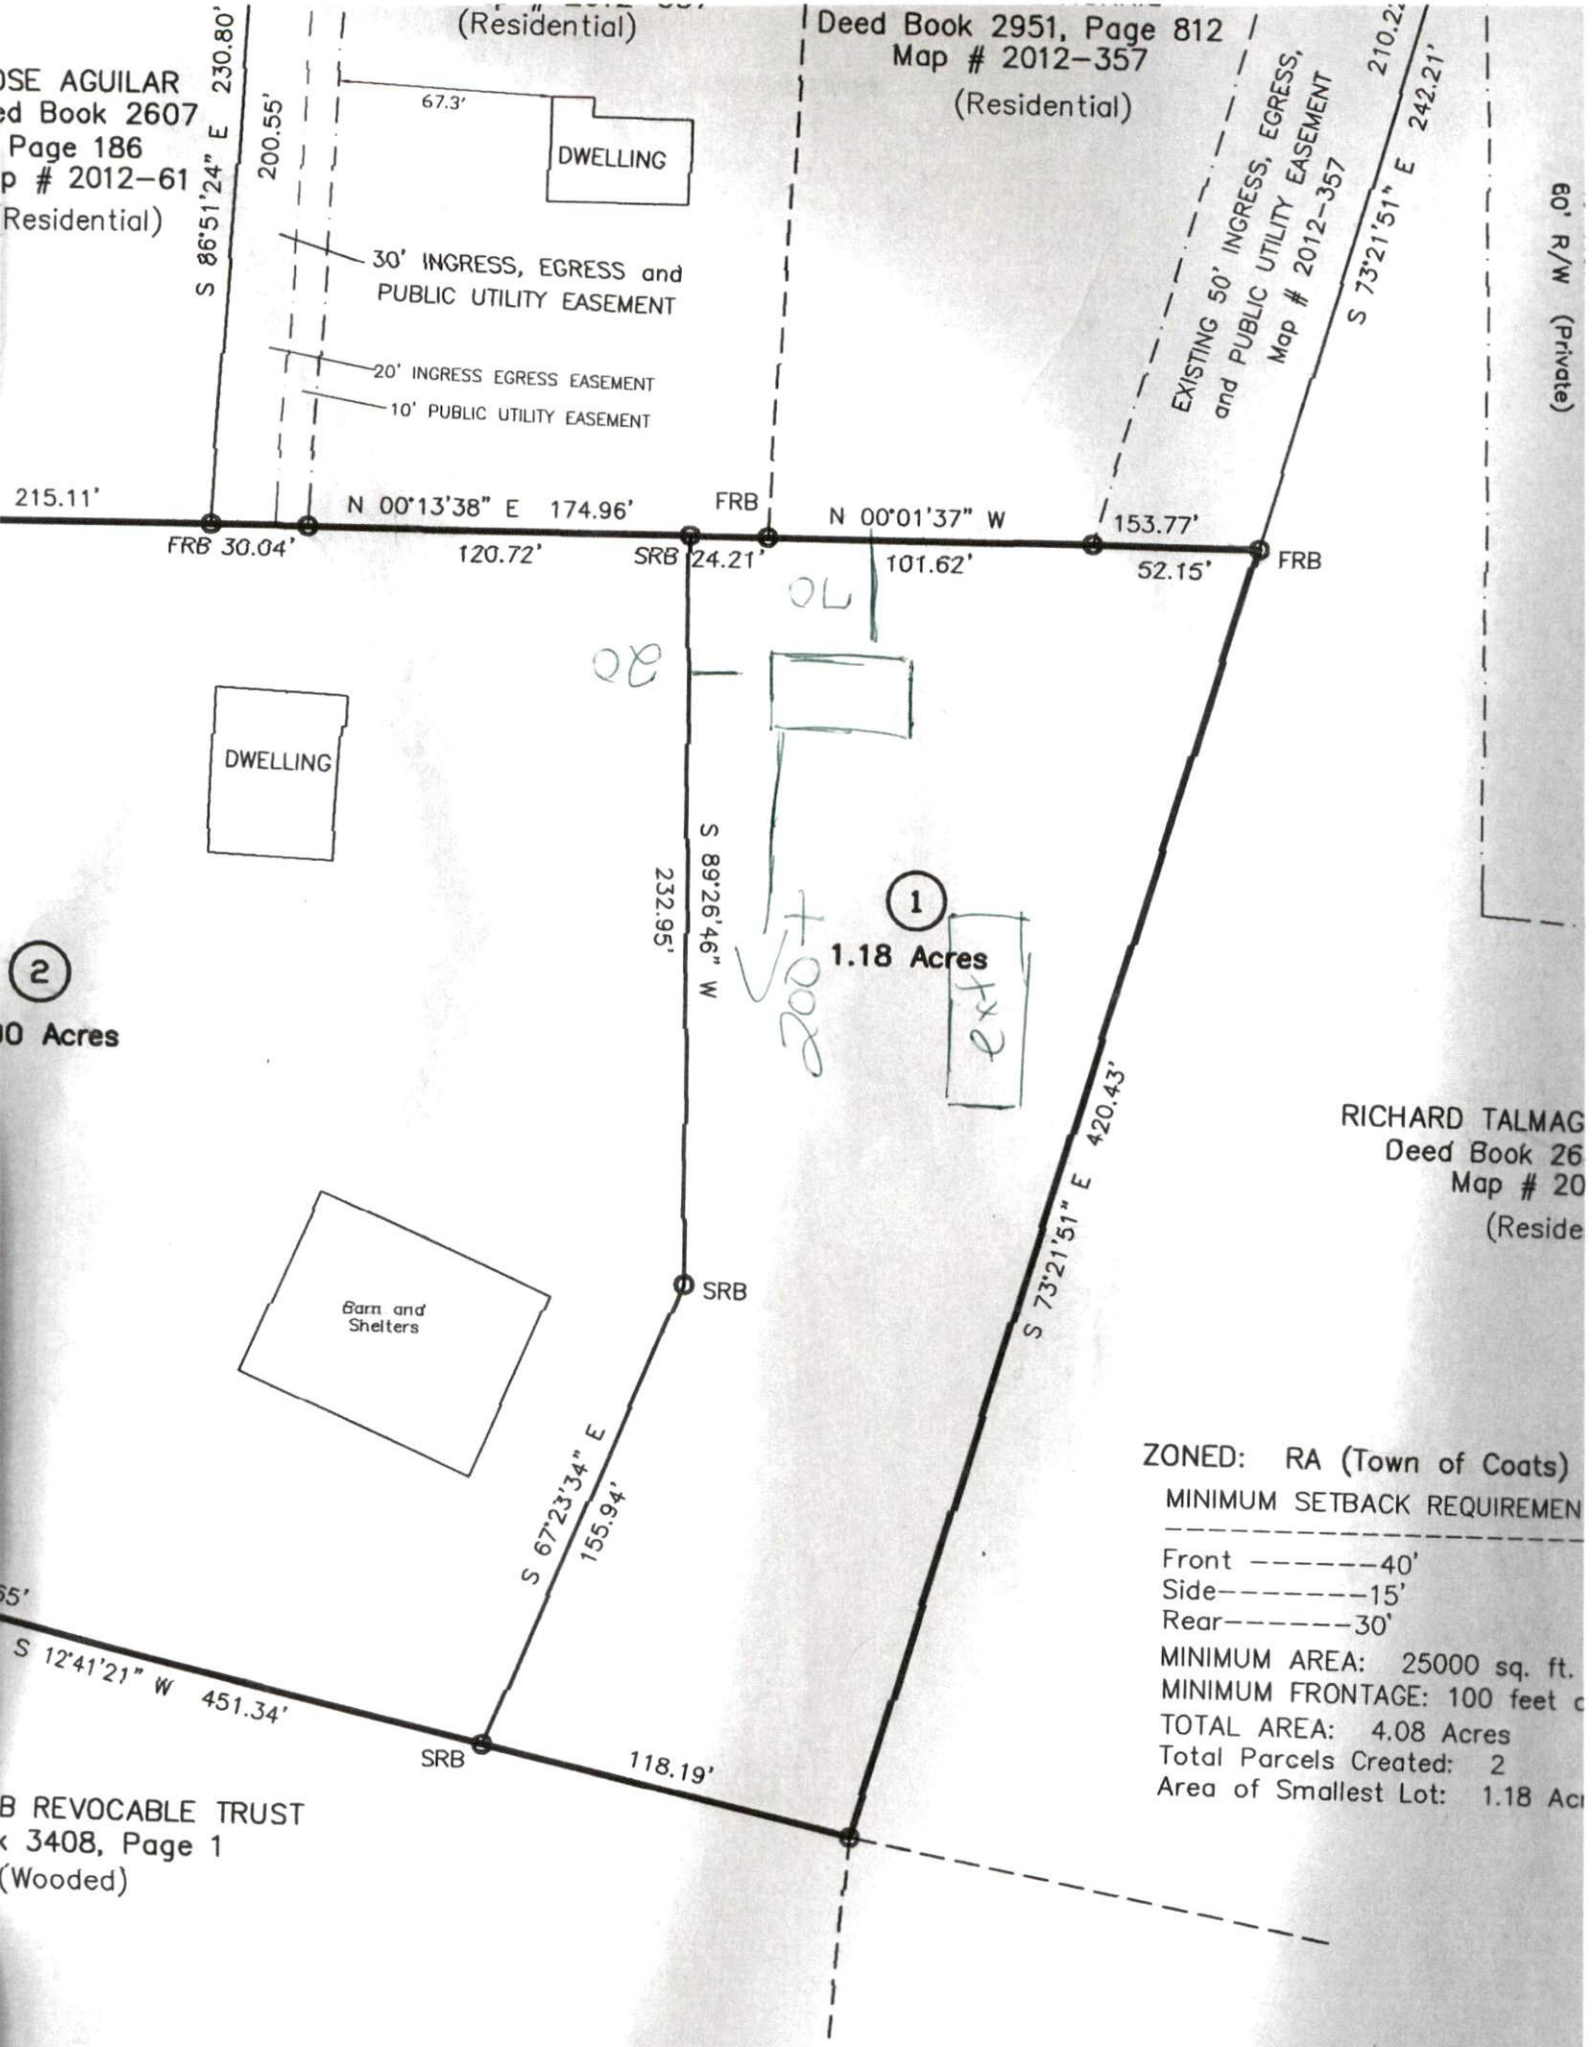 (Residential)
Deed Book 2951, Page 812
Map # 2012-357
(Residential)
OSE AGUILAR
ed Book 2607
Page 186
p # 2012-61
Residential)
S 86°51'24" E 230.80'
200.55'
67.3'
DWELLING
30' INGRESS, EGRESS and
PUBLIC UTILITY EASEMENT
20' INGRESS EGRESS EASEMENT
10' PUBLIC UTILITY EASEMENT
EXISTING 50' INGRESS, EGRESS,
and PUBLIC UTILITY EASEMENT
Map # 2012-357
210.22
S 73°21'51" E 242.21'
60' R/W (Private)
215.11'
N 00°13'38" E 174.96'
FRB
N 00°01'37" W
153.77'
FRB 30.04'
120.72'
SRB 24.21'
101.62'
52.15'
FRB
70
20
DWELLING
S 89°26'46" W
232.95'
200+
1
1.18 Acres
ext
2
00 Acres
S 73°21'51" E 420.43'
RICHARD TALMAG
Deed Book 26
Map # 20
(Reside
Barn and
Shelters
SRB
S 67°23'34" E
155.94'
ZONED: RA (Town of Coats)
MINIMUM SETBACK REQUIREMEN
Front ------40'
Side-------15'
Rear------30'
MINIMUM AREA: 25000 sq. ft.
MINIMUM FRONTAGE: 100 feet
TOTAL AREA: 4.08 Acres
Total Parcels Created: 2
Area of Smallest Lot: 1.18 Acr
65'
S 12°41'21" W 451.34'
SRB
118.19'
B REVOCABLE TRUST
k 3408, Page 1
(Wooded)